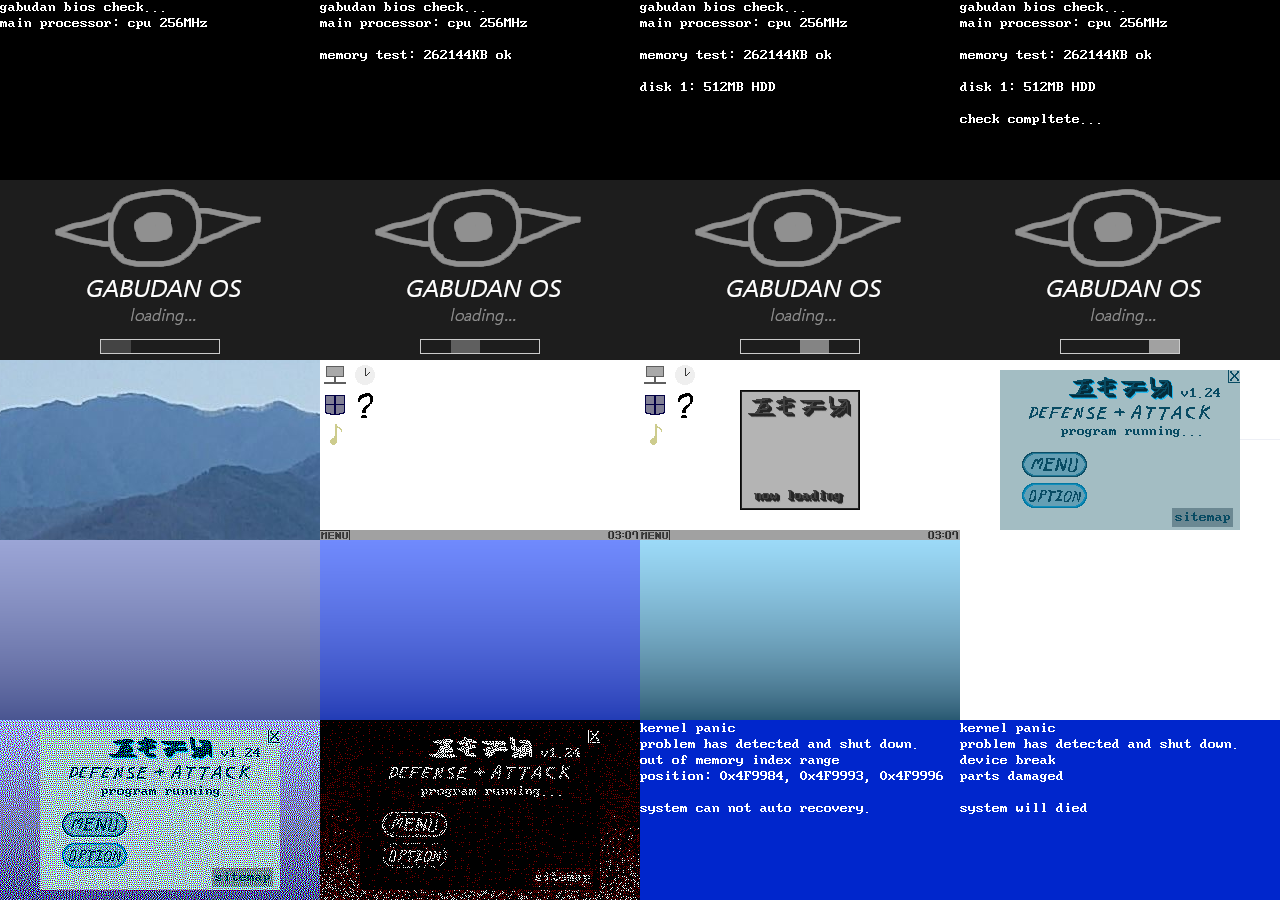 gabudan bios check...
main processor: cpu 256MHz
gabudan bios check...
main processor: cpu 256MHz
memory test: 262144KB ok
gabudan bios check...
main processor: cpu 256MHz
memory test: 262144KB ok
disk 1: 512MB HDD
gabudan bios check...
main processor: cpu 256MHz
memory test: 262144KB ok
disk 1: 512MB HDD
check compltete...
GABUDAN OS
loading...
GABUDAN OS
loading...
GABUDAN OS
loading...
GABUDAN OS
loading...
?
MENU
03:07
?
now loading
MENU
03:07
v1.24
DEFENSE + ATTACK
program running...
MENU
OPTION
sitemap
v1.24
DEFENSE + ATTACK
program running...
MENU
OPTION
sitemap
v1.24
DEFENSE + ATTACK
program running...
MENU
OPTION
sitemap
kernel panic
problem has detected and shut down.
out of memory index range
position: 0x4F9984, 0x4F9993, 0x4F9996
system can not auto recovery.
kernel panic
problem has detected and shut down.
device break
parts damaged
system will died